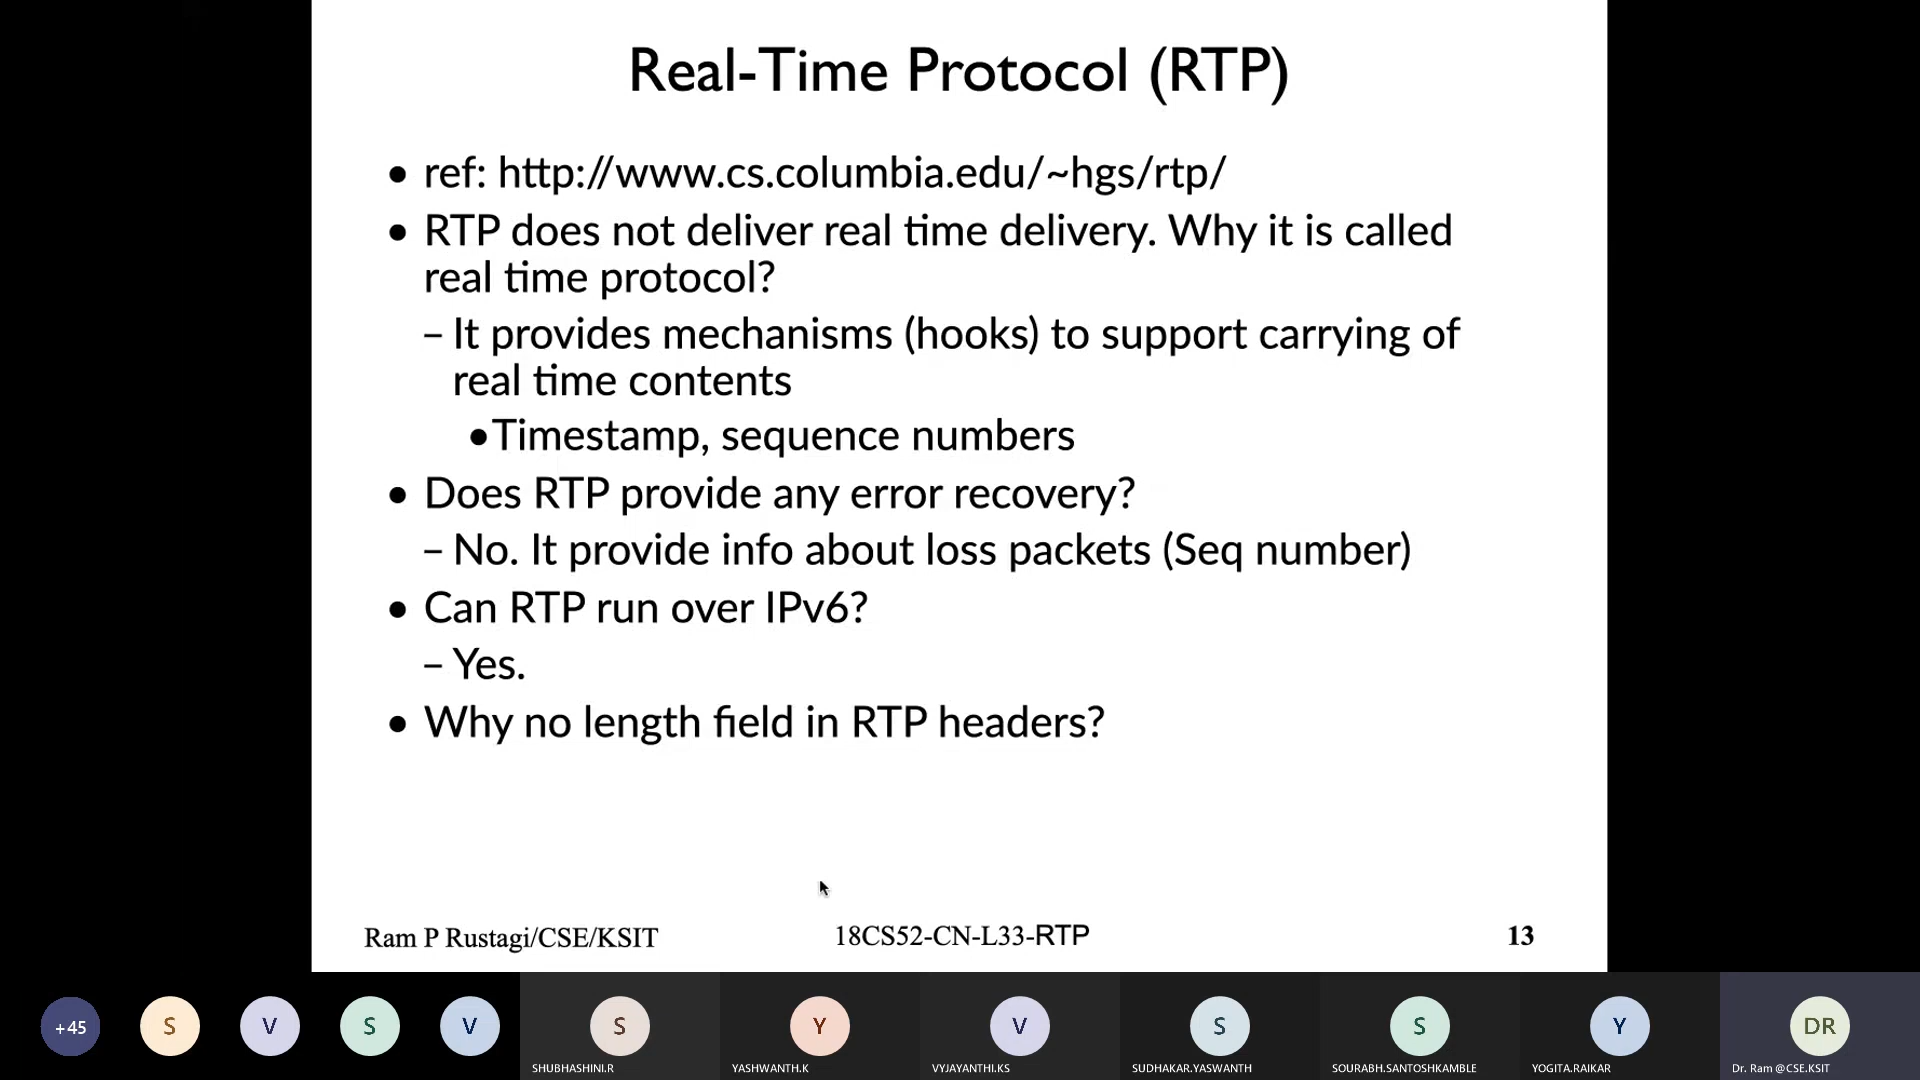 Real-Time Protocol (RTP)
• ref: http://www.cs.columbia.edu/~hgs/rtp/
• RTP does not deliver real time delivery. Why it is called
real time protocol?
– It provides mechanisms (hooks) to support carrying of
real time contents
•Timestamp, sequence numbers
• Does RTP provide any error recovery?
– No. It provide info about loss packets (Seq number)
• Can RTP run over IPv6?
– Yes.
• Why no length field in RTP headers?
Ram P Rustagi/CSE/KSIT 18CS52-CN-L33-RTP 13
+45 S V S V S Y V S S Y DR
SHUBHASHINI.R YASHWANTH.K VYJAYANTHI.KS SUDHAKAR.YASWANTH SOURABH.SANTOSHKAMBLE YOGITA.RAIKAR Dr. Ram @CSE.KSIT